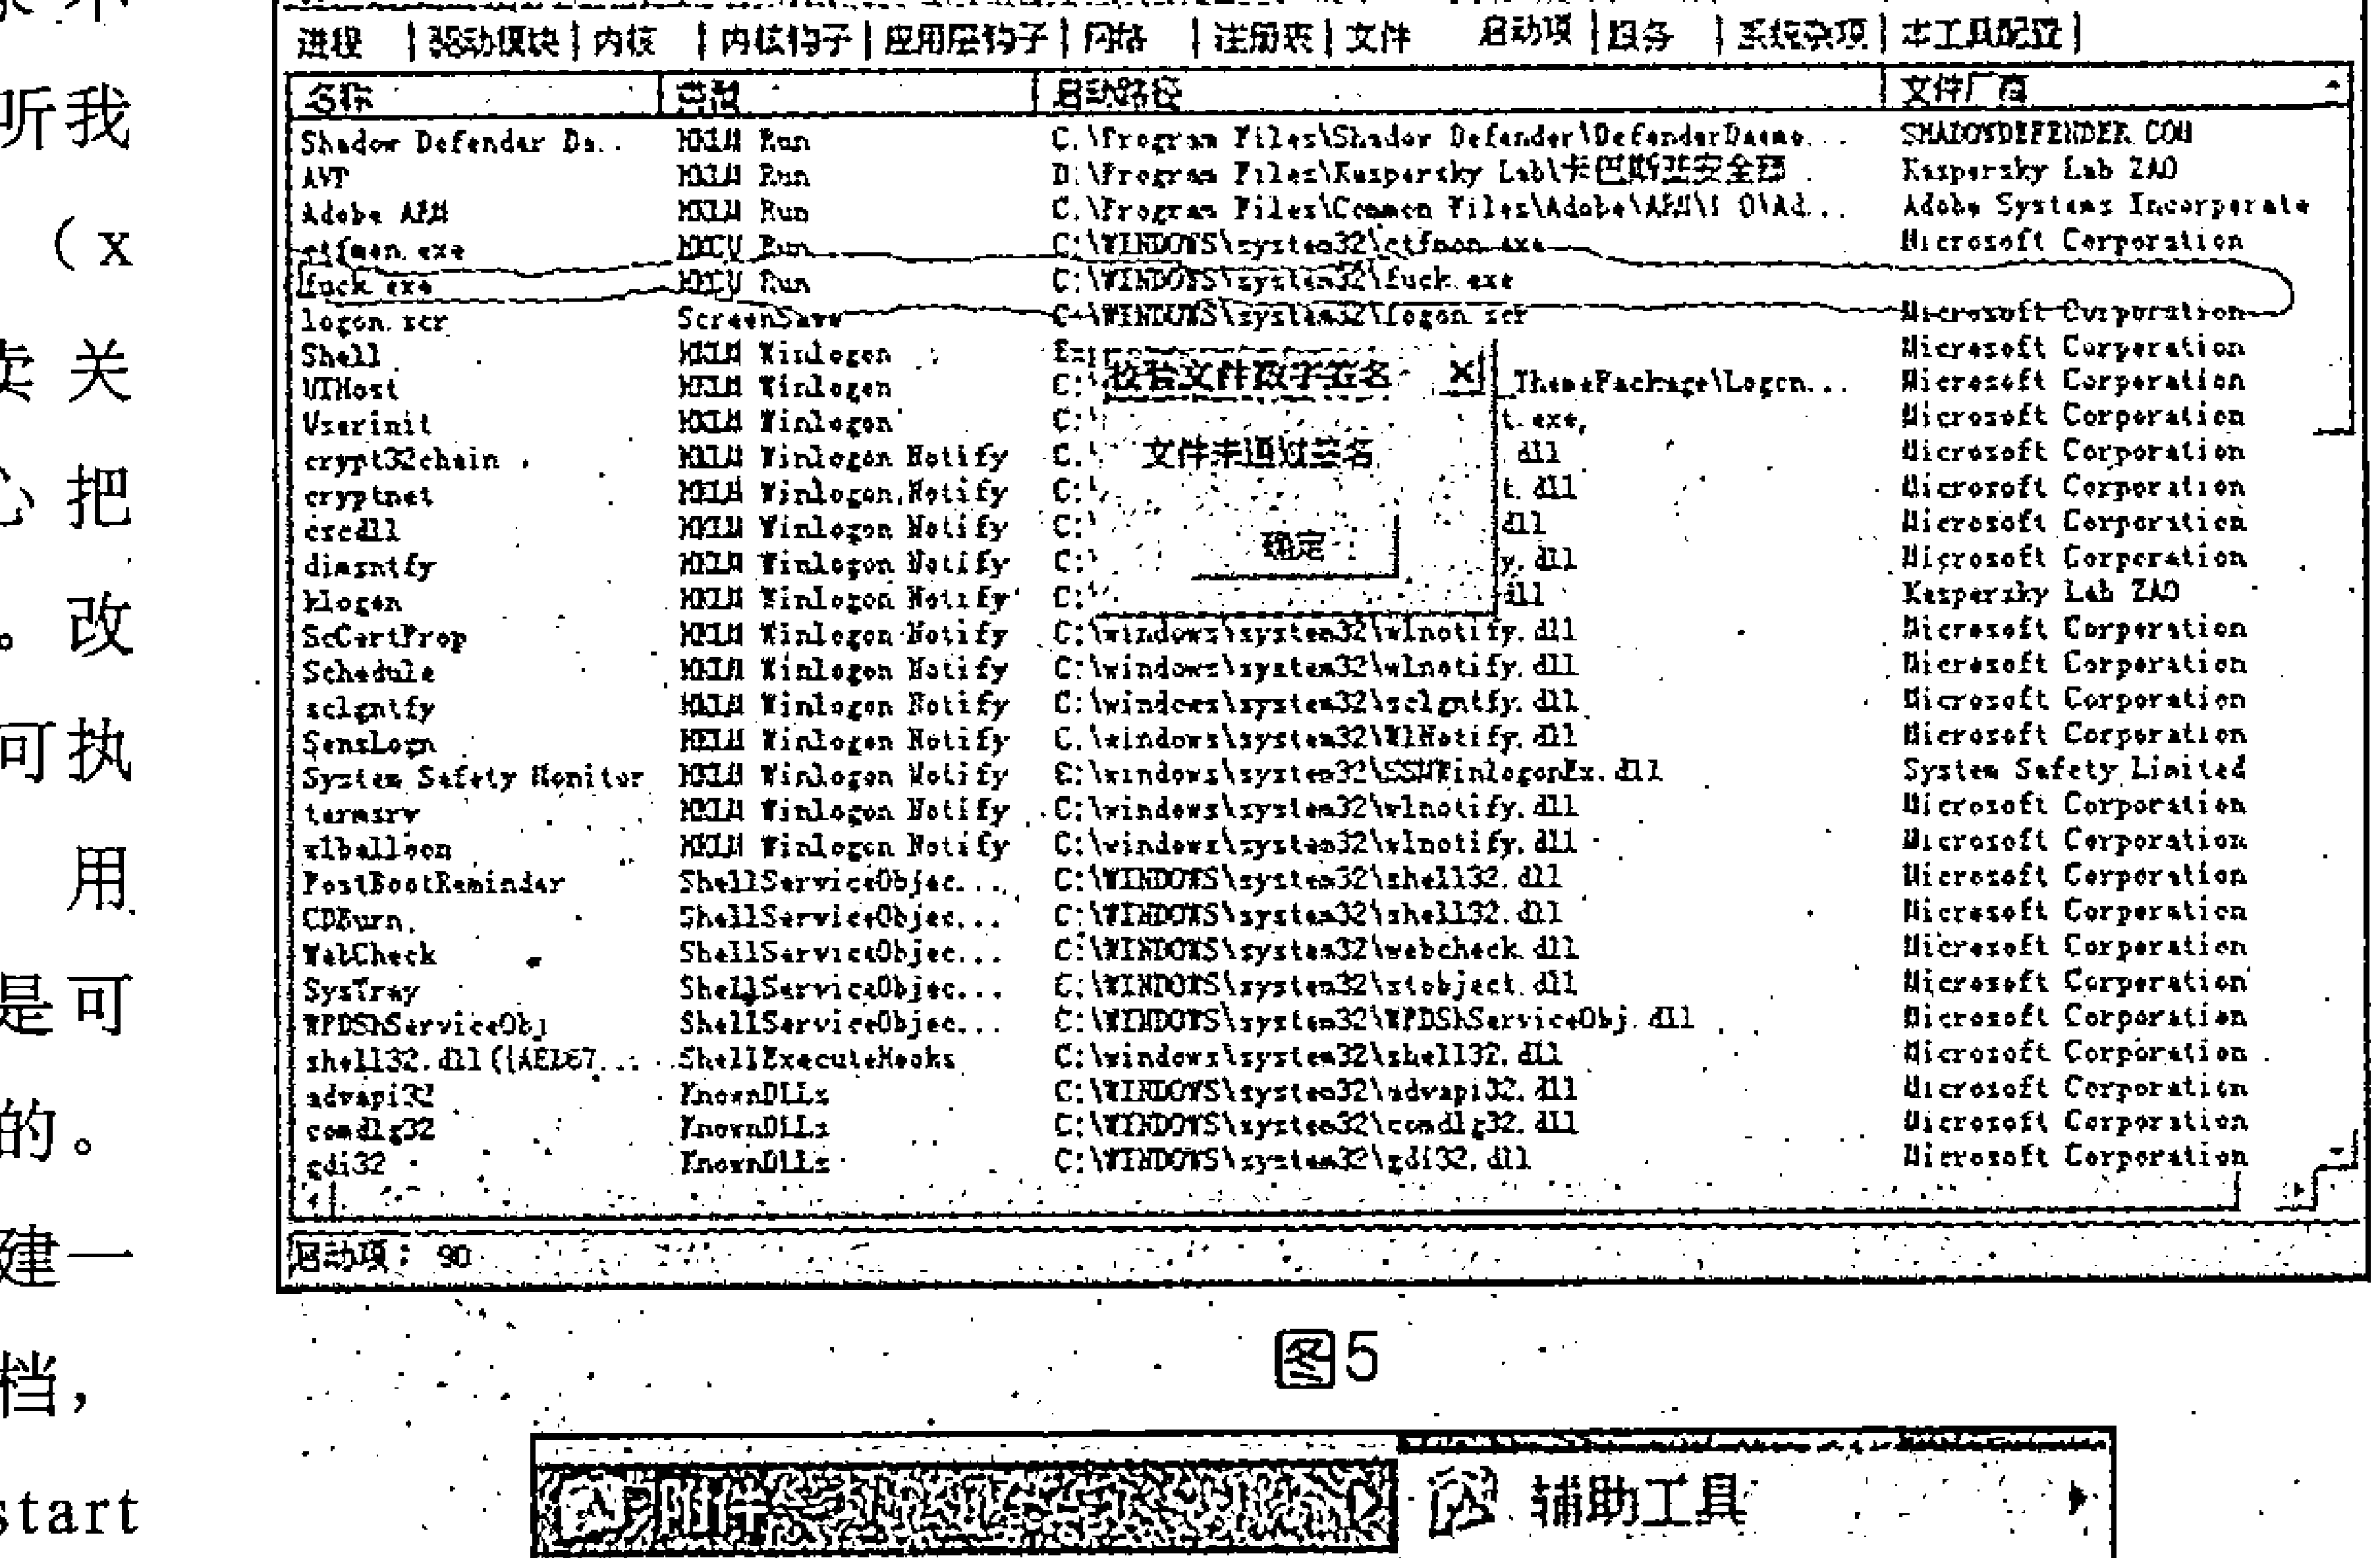 听我
（x
卖 关
心 把
。改
可执
用
是可
的。
建一
档，
start
进程 | 驱动模块 | 内核 | 内核钩子 | 应用层钩子 | 网络 | 注册表 | 文件 启动项 | 服务 | 系统杂项 | 本工具配置 |
名称 类型 启动路径 文件厂商
Shadow Defender Da.. HKLM Run C:\Program Files\Shadow Defender\DefenderDaemo... SHADOWDEFENDER.COM
AVP HKLM Run D:\Program Files\Kaspersky Lab\卡巴斯基安全部 Kaspersky Lab ZAO
Adobe ARM HKLM Run C:\Program Files\Common Files\Adobe\ARM\1.0\Ad... Adobe Systems Incorporate
ctfmon.exe HKCU Run C:\WINDOWS\system32\ctfmon.exe Microsoft Corporation
fuck.exe HKCU Run C:\WINDOWS\system32\fuck.exe
logon.scr ScreenSave C:\WINDOWS\system32\logon.scr Microsoft Corporation
Shell HKLM Winlogon Microsoft Corporation
UIHost HKLM Winlogon C: ThemePackage\Logon... Microsoft Corporation
Userinit HKLM Winlogon C: t.exe, Microsoft Corporation
crypt32chain HKLM Winlogon Notify C: dll Microsoft Corporation
cryptnet HKLM Winlogon Notify C: t.dll Microsoft Corporation
cscdll HKLM Winlogon Notify C: dll Microsoft Corporation
dimsntfy HKLM Winlogon Notify C: y.dll Microsoft Corporation
klogon HKLM Winlogon Notify C: dll Kaspersky Lab ZAO
校验文件数字签名
文件未通过签名
确定
ScCertProp HKLM Winlogon Notify C:\windows\system32\wlnotify.dll Microsoft Corporation
Schedule HKLM Winlogon Notify C:\windows\system32\wlnotify.dll Microsoft Corporation
sclgntfy HKLM Winlogon Notify C:\windows\system32\sclgntfy.dll Microsoft Corporation
SensLogn HKLM Winlogon Notify C:\windows\system32\WlNotify.dll Microsoft Corporation
System Safety Monitor HKLM Winlogon Notify C:\windows\system32\SSMWinlogonEx.dll System Safety Limited
termsrv HKLM Winlogon Notify C:\windows\system32\wlnotify.dll Microsoft Corporation
wlballoon HKLM Winlogon Notify C:\windows\system32\wlnotify.dll Microsoft Corporation
PostBootReminder ShellServiceObjec... C:\WINDOWS\system32\shell32.dll Microsoft Corporation
CDBurn ShellServiceObjec... C:\WINDOWS\system32\shell32.dll Microsoft Corporation
WebCheck ShellServiceObjec... C:\WINDOWS\system32\webcheck.dll Microsoft Corporation
SysTray ShellServiceObjec... C:\WINDOWS\system32\stobject.dll Microsoft Corporation
WPDShServiceObj ShellServiceObjec... C:\WINDOWS\system32\WPDShServiceObj.dll Microsoft Corporation
shell32.dll({AEB67... ShellExecuteHooks C:\windows\system32\shell32.dll Microsoft Corporation
advapi32 KnownDLLs C:\WINDOWS\system32\advapi32.dll Microsoft Corporation
comdlg32 KnownDLLs C:\WINDOWS\system32\comdlg32.dll Microsoft Corporation
gdi32 KnownDLLs C:\WINDOWS\system32\gdi32.dll Microsoft Corporation
启动项: 90
图5
附件 辅助工具